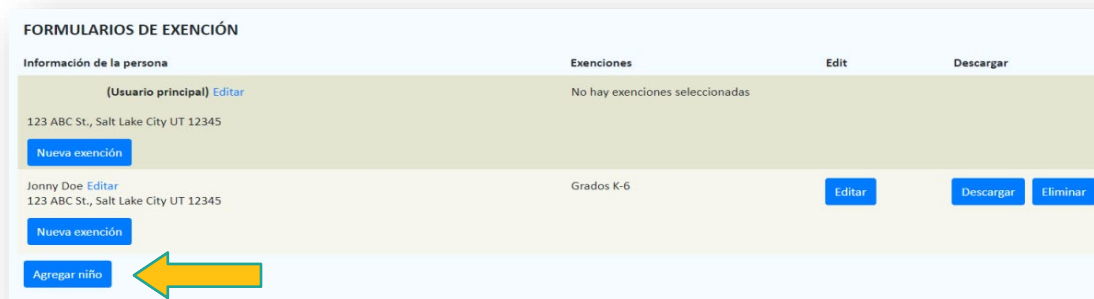 FORMULARIOS DE EXENCIÓN
Información de la persona Exenciones Edit Descargar
(Usuario principal) Editar No hay exenciones seleccionadas
123 ABC St., Salt Lake City UT 12345
Nueva exención
Jonny Doe Editar Grados K-6 Editar Descargar Eliminar
123 ABC St., Salt Lake City UT 12345
Nueva exención
Agregar niño